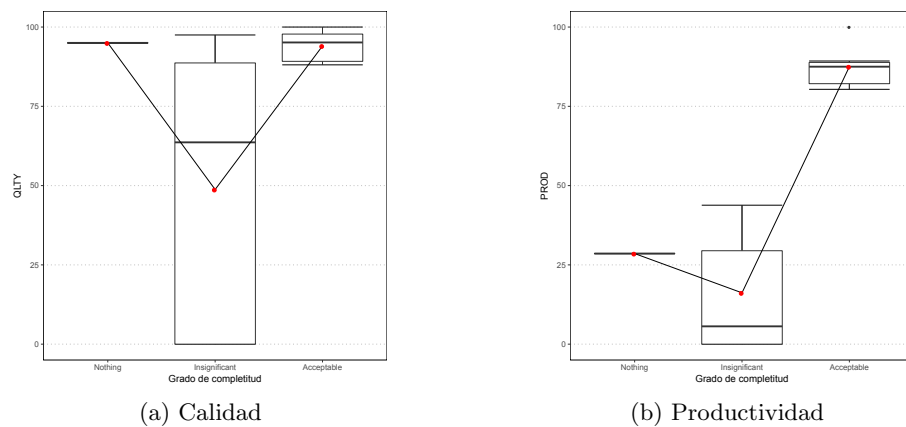 100
75
50
25
0
QLTY
Nothing Insignificant Acceptable
Grado de completitud
(a) Calidad
100
75
50
25
0
PROD
Nothing Insignificant Acceptable
Grado de completitud
(b) Productividad